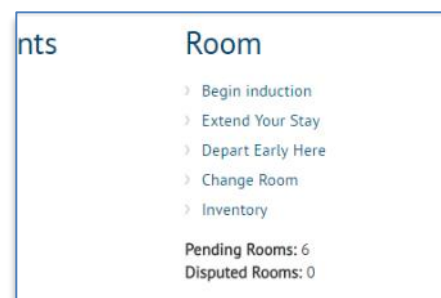 nts
Room
Begin induction
Extend Your Stay
Depart Early Here
Change Room
Inventory
Pending Rooms: 6
Disputed Rooms: 0